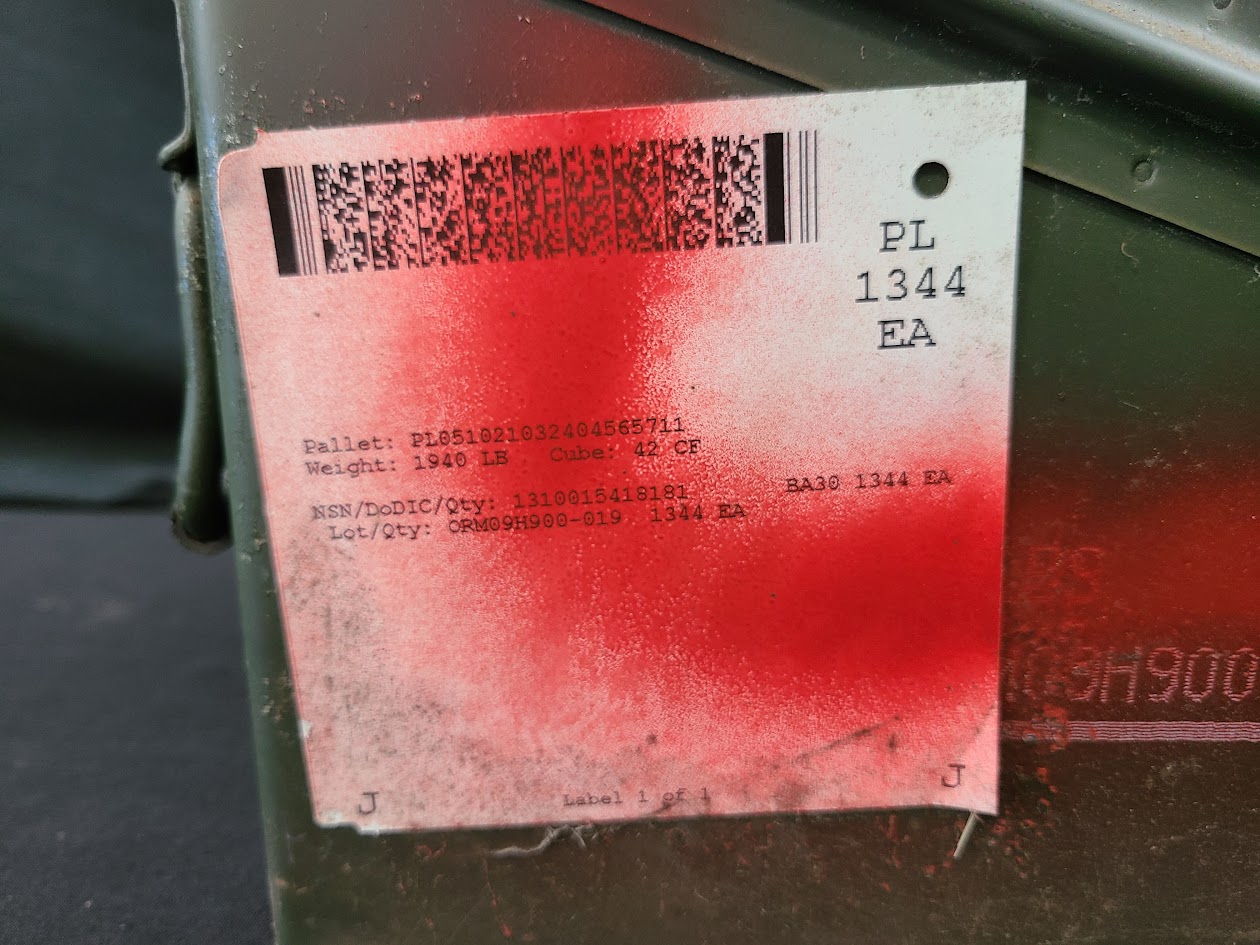 PL
1344
EA
Pallet: PL051021032404565711
Weight: 1940 LB Cube: 42 CF
NSN/DoDIC/Qty: 1310015418181 BA30 1344 EA
Lot/Qty: ORM09H900-019 1344 EA
J Label 1 of 1 J
09H900